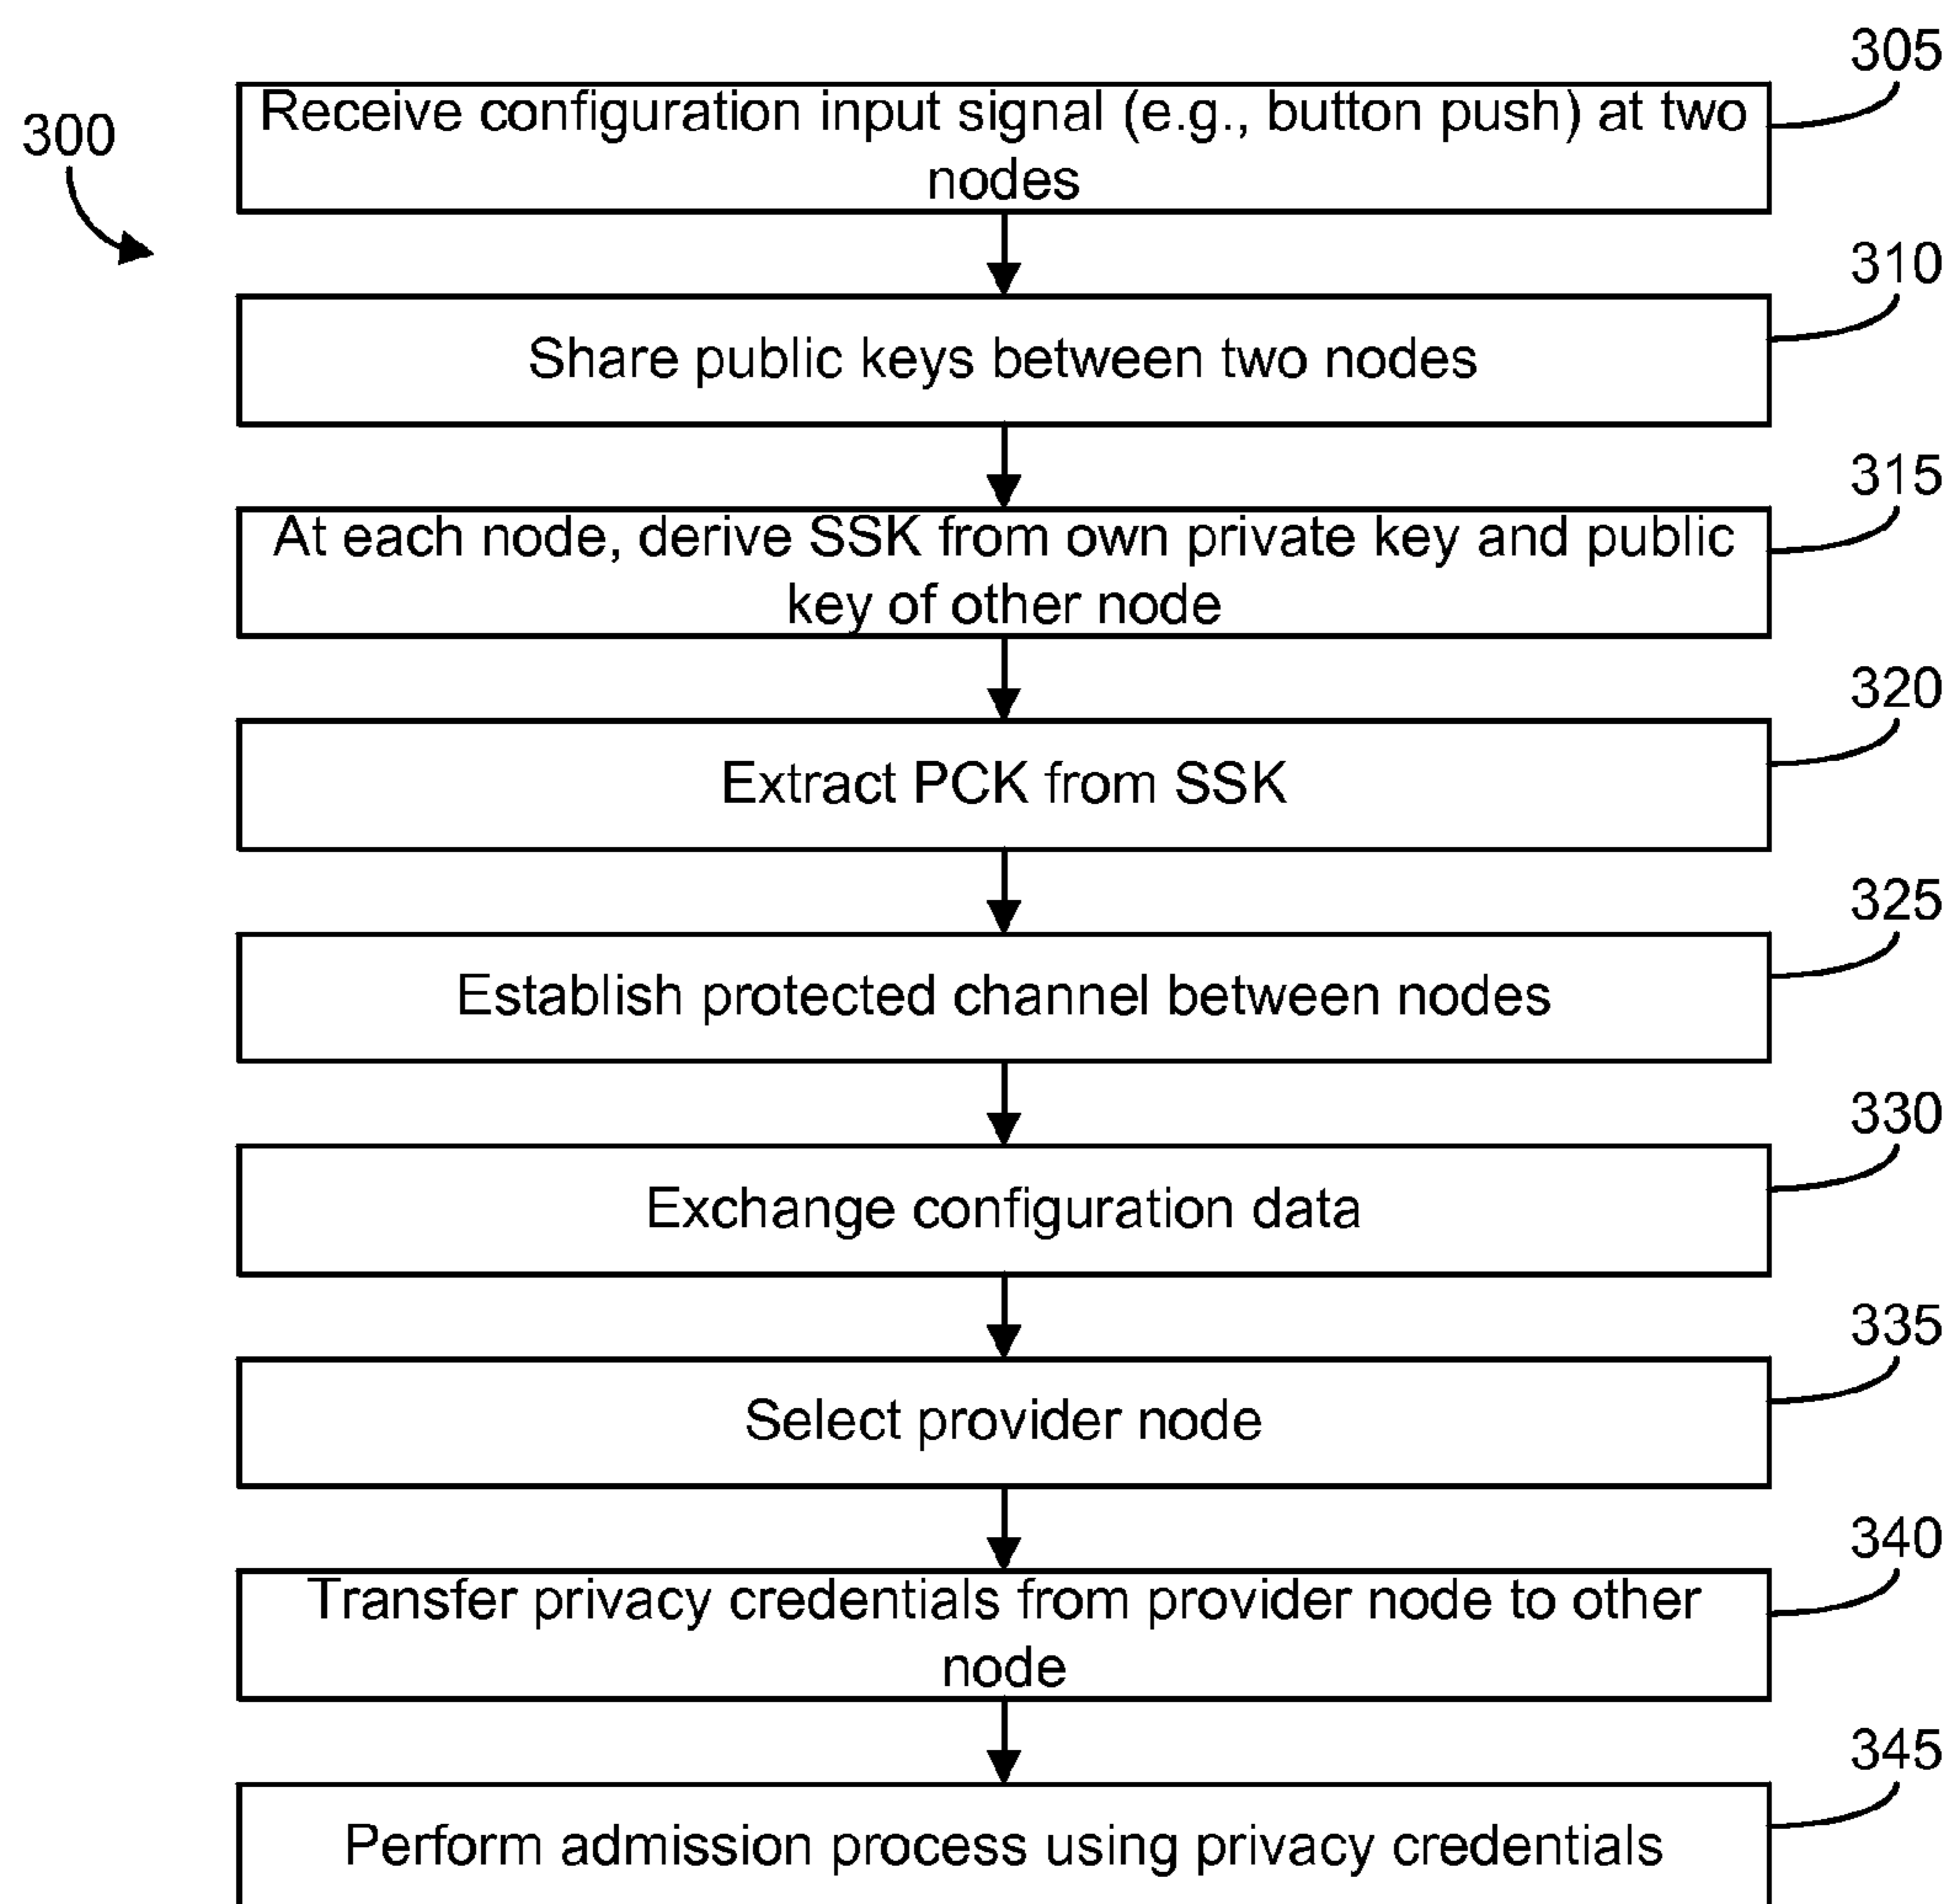 305
300
Receive configuration input signal (e.g., button push) at two
nodes
310
Share public keys between two nodes
315
At each node, derive SSK from own private key and public
key of other node
320
Extract PCK from SSK
325
Establish protected channel between nodes
330
Exchange configuration data
335
Select provider node
340
Transfer privacy credentials from provider node to other
node
345
Perform admission process using privacy credentials